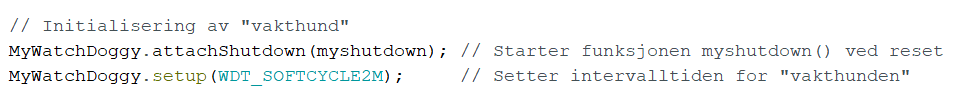 // Initialisering av "vakthund"
MyWatchDoggy.attachShutdown(myshutdown); // Starter funksjonen myshutdown() ved reset
MyWatchDoggy.setup(WDT_SOFTCYCLE2M);     // Setter intervalltiden for "vakthunden"